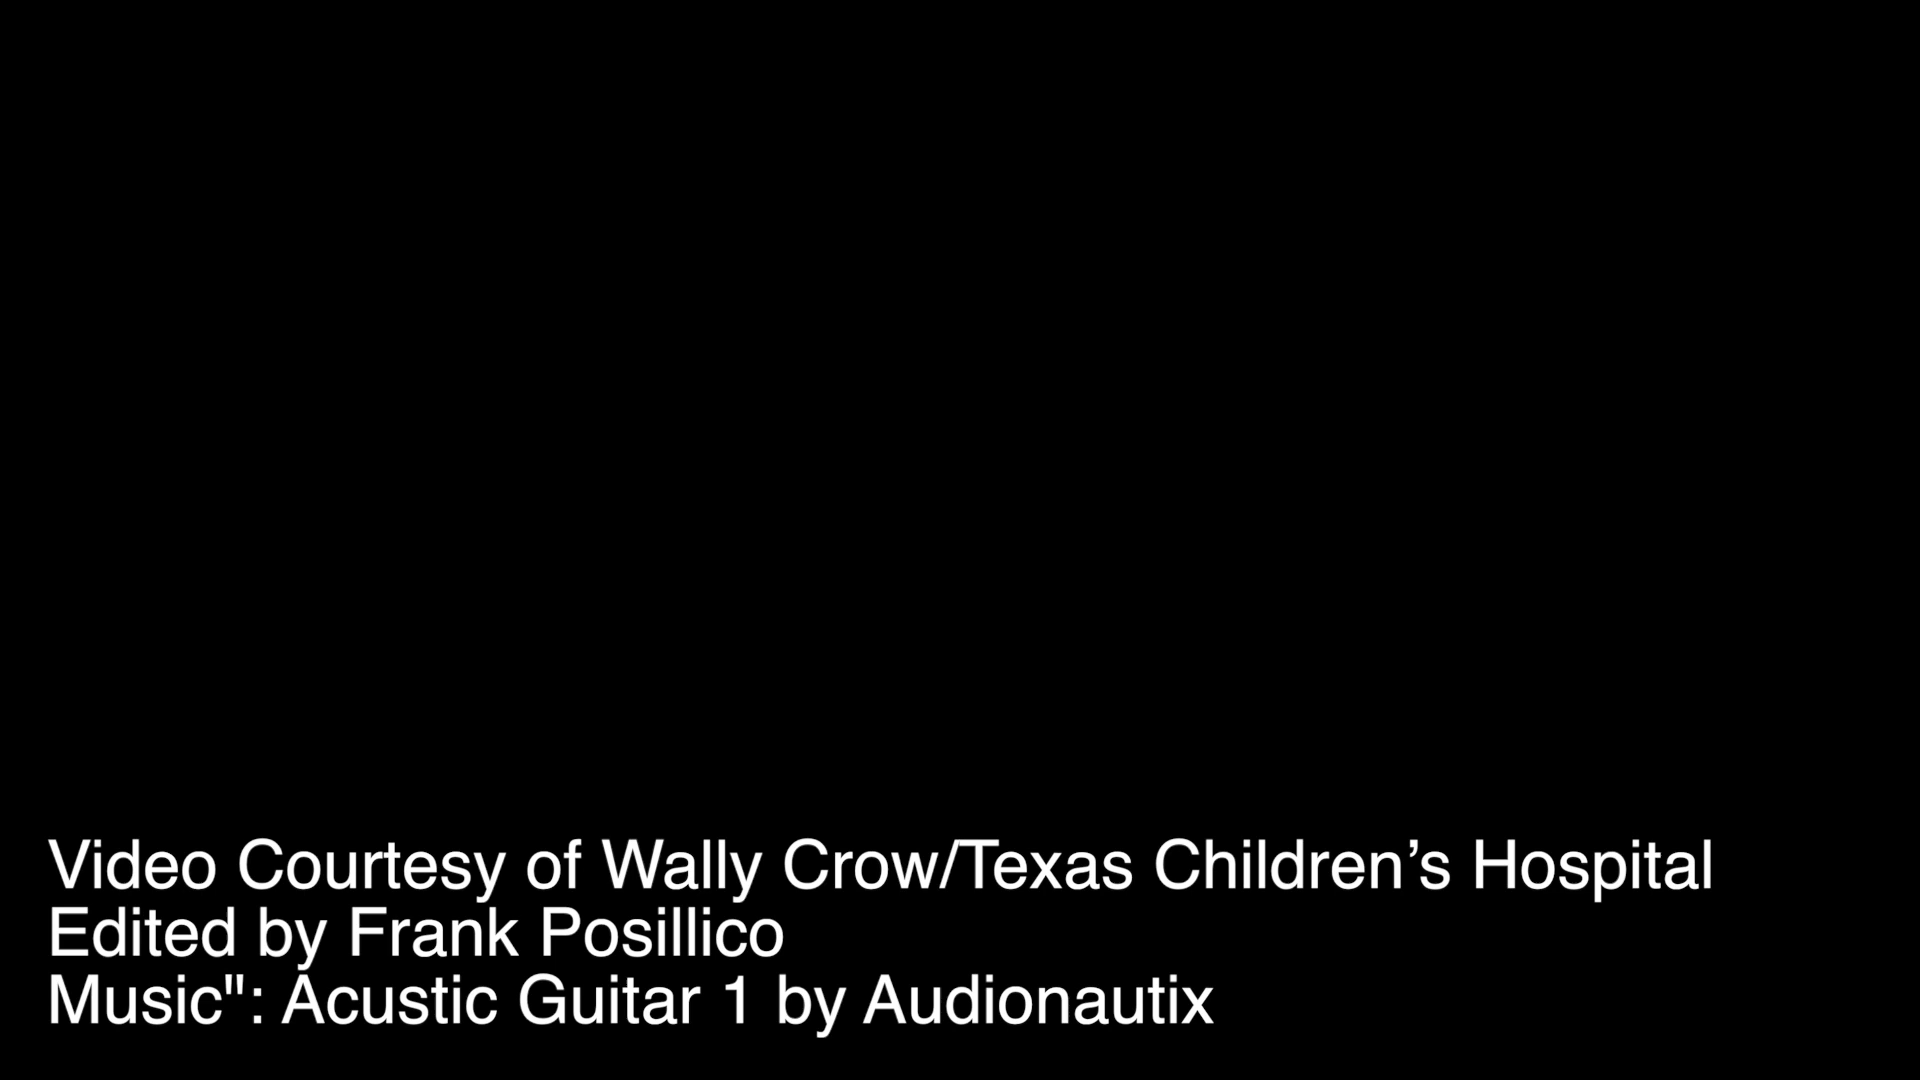 Video Courtesy of Wally Crow/Texas Children’s Hospital
Edited by Frank Posillico
Music": Acustic Guitar 1 by Audionautix